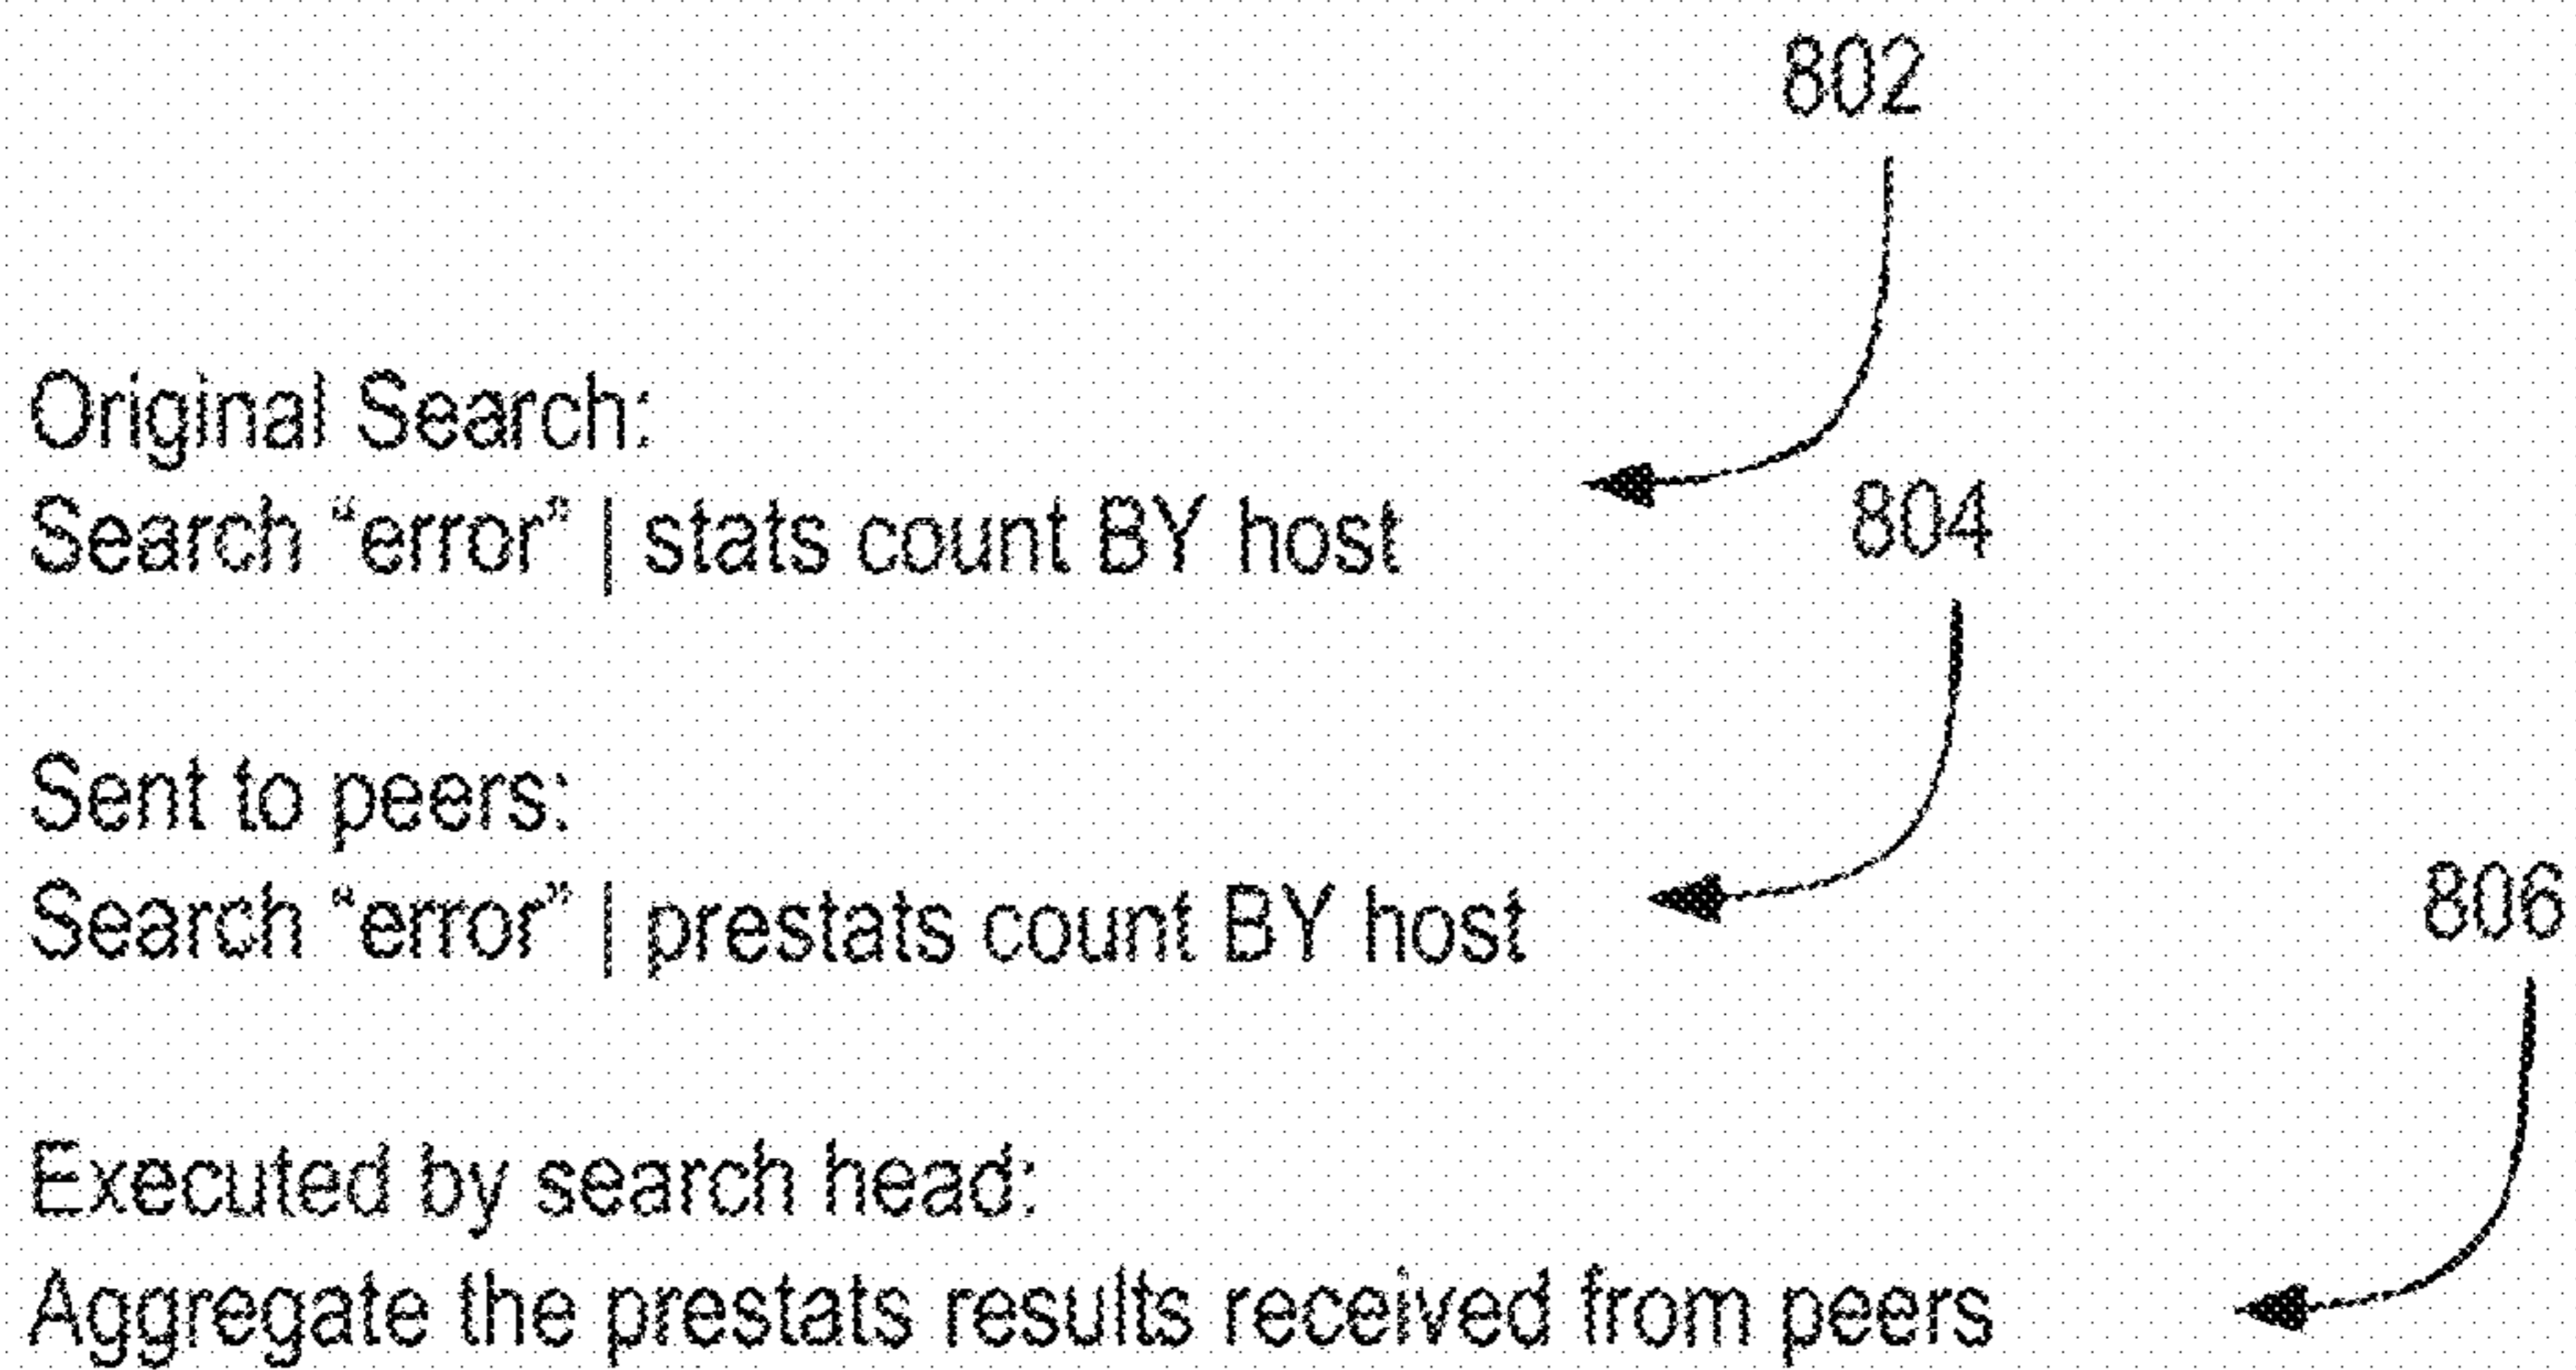 802
Original Search:
Search “error” | stats count BY host
804
Sent to peers:
Search “error” | prestats count BY host
806
Executed by search head:
Aggregate the prestats results received from peers